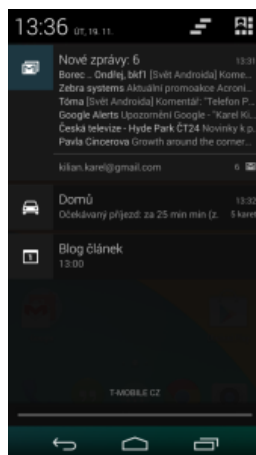 13:36 ÚT, 19. 11.
Nové zprávy: 6 13:31
Borec .. Ondřej, bkf1 [Svět Androida] Kome...
Zebra systems Aktuální promoakce Acroni...
Tóma [Svět Androida] Komentář: "Telefon P...
Google Alerts Upozornění Google - "Karel Ki...
Česká televize - Hyde Park ČT24 Novinky k p...
Pavla Cincerova Growth around the corner...
kilian.karel@gmail.com 6
Domů 13:32
Očekávaný příjezd: za 25 min min (z. 5 karet
Blog článek
13:00
T-MOBILE CZ